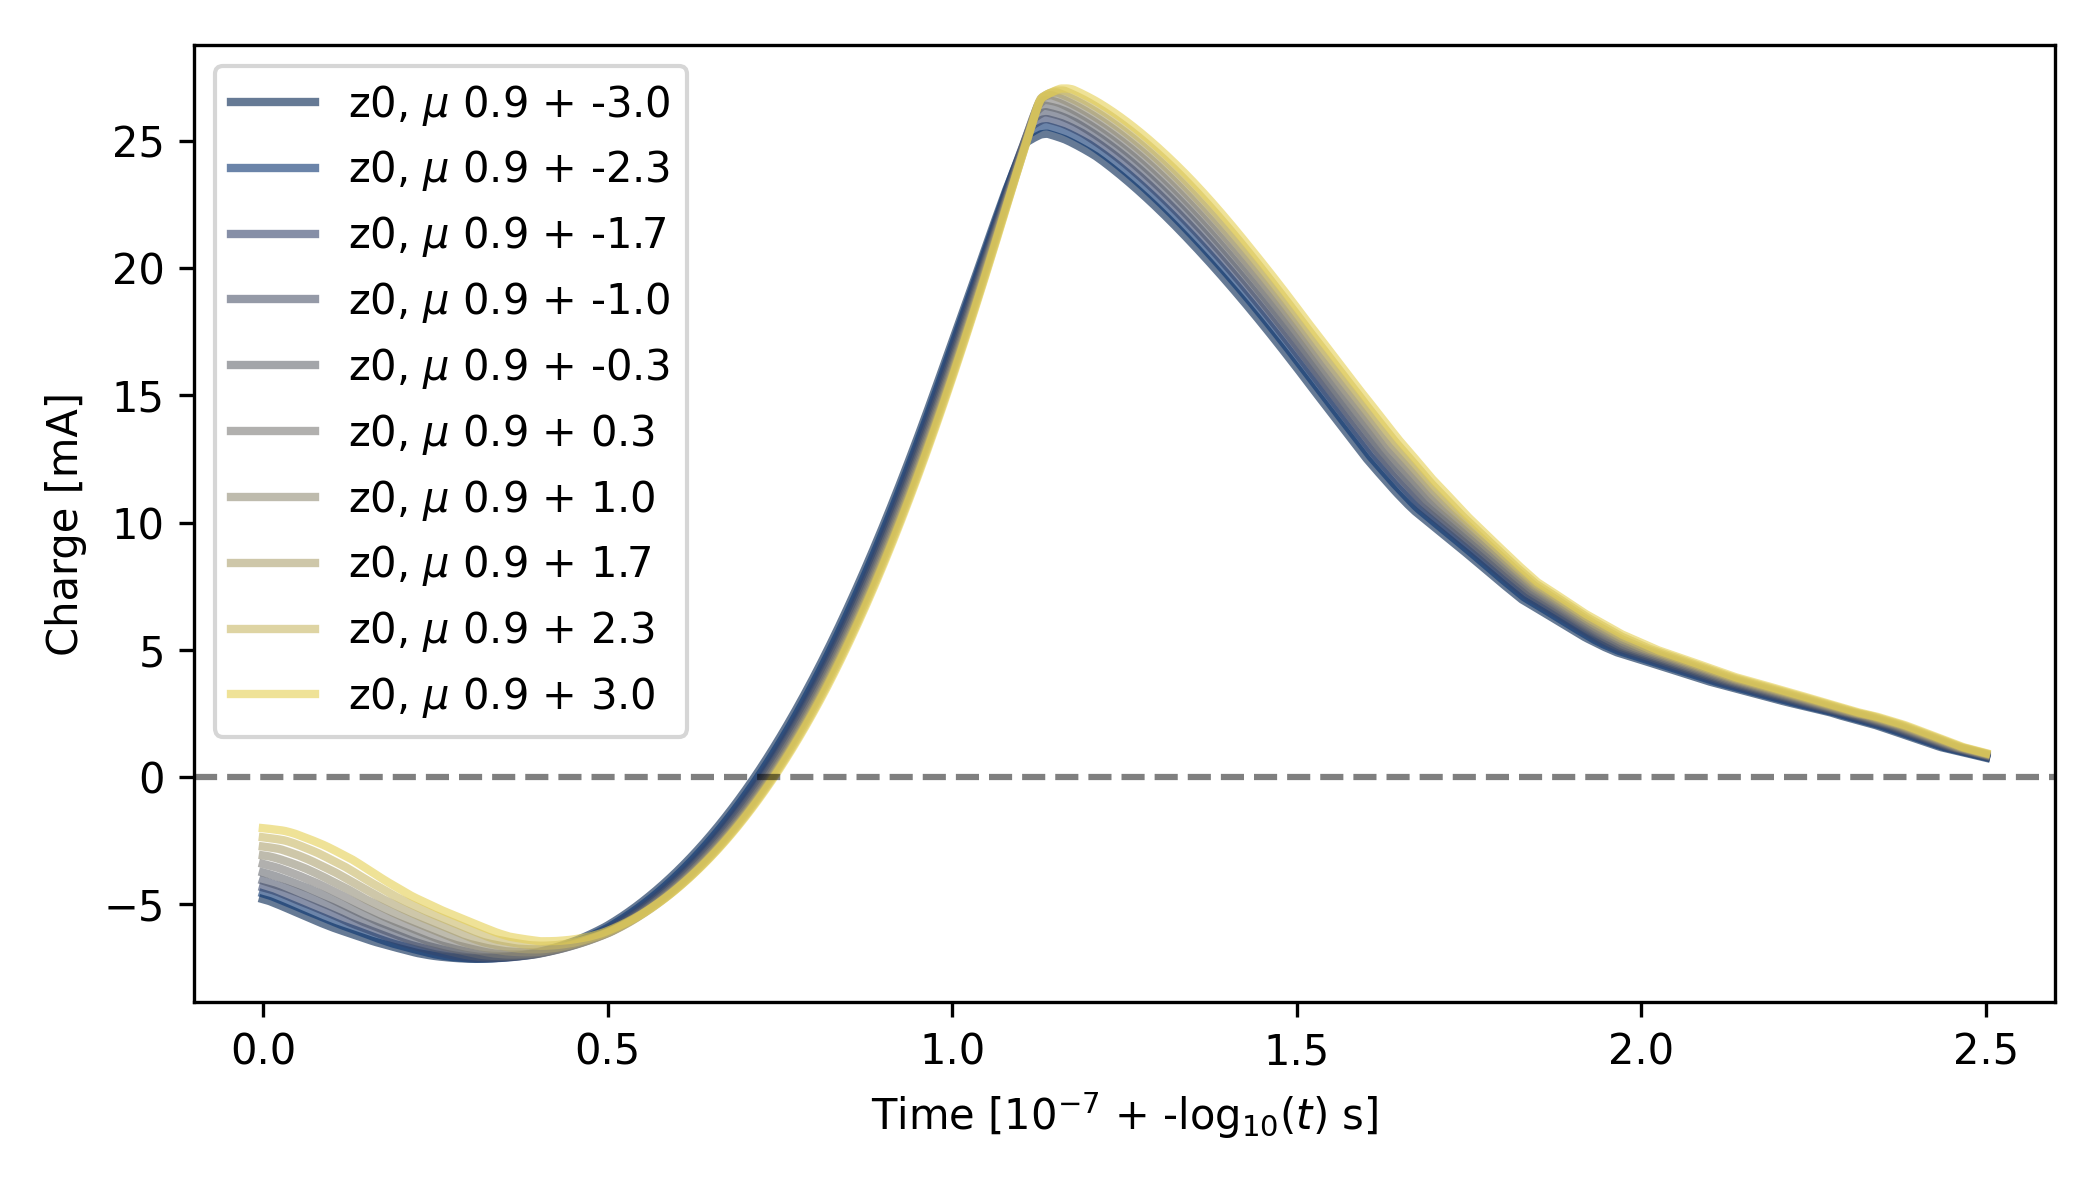 z0, μ 0.9 + -3.0
z0, μ 0.9 + -2.3
z0, μ 0.9 + -1.7
z0, μ 0.9 + -1.0
z0, μ 0.9 + -0.3
z0, μ 0.9 + 0.3
z0, μ 0.9 + 1.0
z0, μ 0.9 + 1.7
z0, μ 0.9 + 2.3
z0, μ 0.9 + 3.0
Charge [mA]
25
20
15
10
5
0
−5
0.0 0.5 1.0 1.5 2.0 2.5
Time [10⁻⁷ + -log₁₀(t) s]